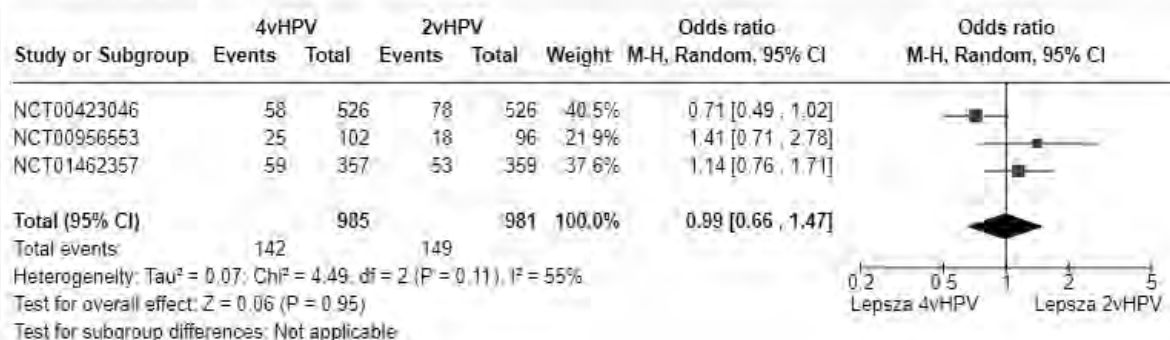 4vHPV 2vHPV Odds ratio Odds ratio
Study or Subgroup Events Total Events Total Weight M-H, Random, 95% CI M-H, Random, 95% CI
NCT00423046 58 526 78 526 40.5% 0.71 [0.49 , 1.02]
NCT00956553 25 102 18 96 21.9% 1.41 [0.71 , 2.78]
NCT01462357 59 357 53 359 37.6% 1.14 [0.76 , 1.71]
Total (95% CI) 985 981 100.0% 0.99 [0.66 , 1.47]
Total events: 142 149
Heterogeneity: Tau² = 0.07; Chi² = 4.49, df = 2 (P = 0.11); I² = 55%
Test for overall effect: Z = 0.06 (P = 0.95)
Test for subgroup differences: Not applicable
0.2 0.5 1 2 5
Lepsza 4vHPV Lepsza 2vHPV